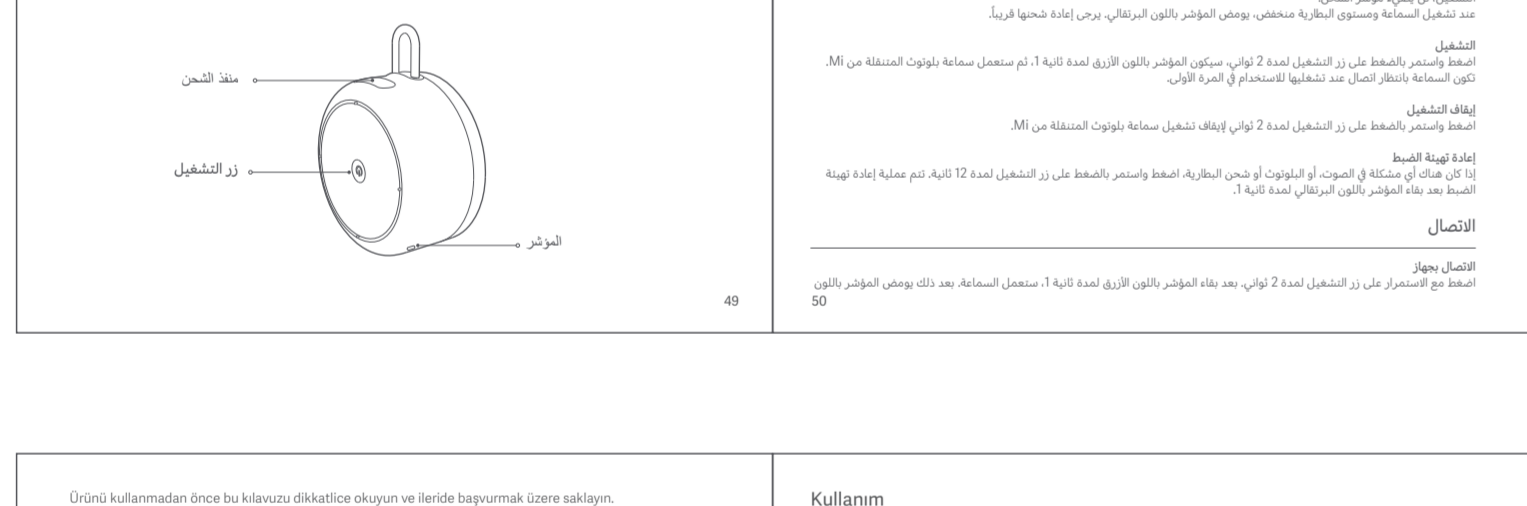 منفذ الشحن
زر التشغيل
المؤشر
49
عند تشغيل السماعة ومستوى البطارية منخفض، يومض المؤشر باللون البرتقالي. يرجى إعادة شحنها قريباً.
التشغيل
اضغط واستمر بالضغط على زر التشغيل لمدة 2 ثواني، سيكون المؤشر باللون الأزرق لمدة ثانية 1، ثم ستعمل سماعة بلوتوث المتنقلة من Mi.
تكون السماعة بانتظار اتصال عند تشغليها للاستخدام في المرة الأولى.
إيقاف التشغيل
اضغط واستمر بالضغط على زر التشغيل لمدة 2 ثواني لإيقاف تشغيل سماعة بلوتوث المتنقلة من Mi.
إعادة تهيئة الضبط
إذا كان هناك أي مشكلة في الصوت، أو البلوتوث أو شحن البطارية، اضغط واستمر بالضغط على زر التشغيل لمدة 12 ثانية. تتم عملية إعادة تهيئة
الضبط بعد بقاء المؤشر باللون البرتقالي لمدة ثانية 1.
الاتصال
الاتصال بجهاز
اضغط مع الاستمرار على زر التشغيل لمدة 2 ثواني. بعد بقاء المؤشر باللون الأزرق لمدة ثانية 1، ستعمل السماعة. بعد ذلك يومض المؤشر باللون
50
Ürünü kullanmadan önce bu kılavuzu dikkatlice okuyun ve ileride başvurmak üzere saklayın.
Kullanım